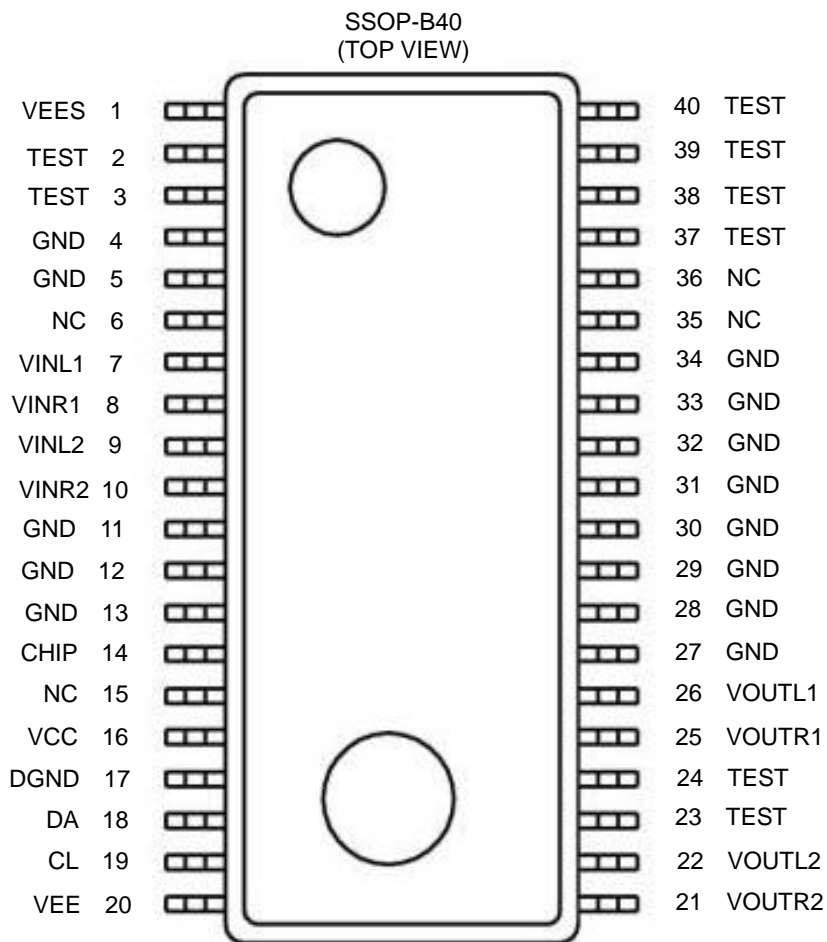 SSOP-B40
(TOP VIEW)
VEES 1 40 TEST
TEST 2 39 TEST
TEST 3 38 TEST
GND 4 37 TEST
GND 5 36 NC
NC 6 35 NC
VINL1 7 34 GND
VINR1 8 33 GND
VINL2 9 32 GND
VINR2 10 31 GND
GND 11 30 GND
GND 12 29 GND
GND 13 28 GND
CHIP 14 27 GND
NC 15 26 VOUTL1
VCC 16 25 VOUTR1
DGND 17 24 TEST
DA 18 23 TEST
CL 19 22 VOUTL2
VEE 20 21 VOUTR2